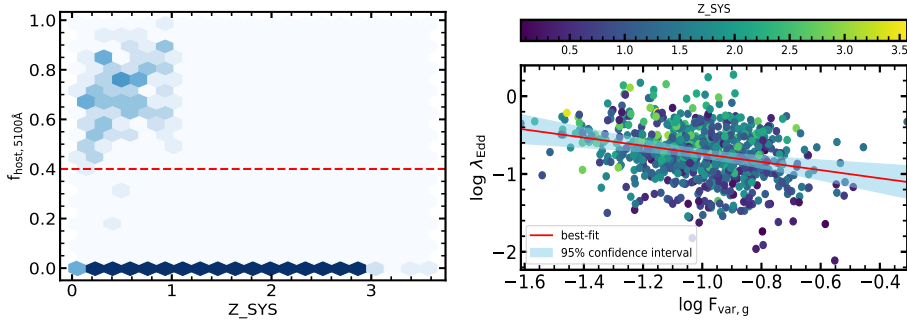 1.0
0.8
0.6
0.4
0.2
0.0
f_host, 5100Å
0 1 2 3
Z_SYS
Z_SYS
0.5 1.0 1.5 2.0 2.5 3.0 3.5
0
−1
−2
log λ_Edd
best-fit
95% confidence interval
−1.6 −1.4 −1.2 −1.0 −0.8 −0.6 −0.4
log F_var, g